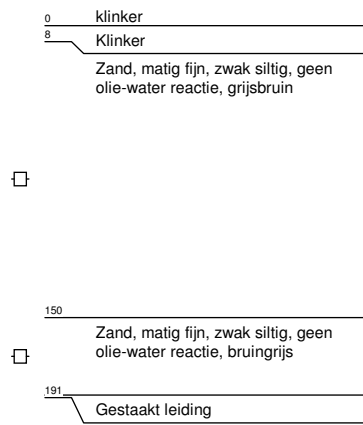 0 klinker
8 Klinker
Zand, matig fijn, zwak siltig, geen
olie-water reactie, grijsbruin
150
Zand, matig fijn, zwak siltig, geen
olie-water reactie, bruingrijs
191
Gestaakt leiding